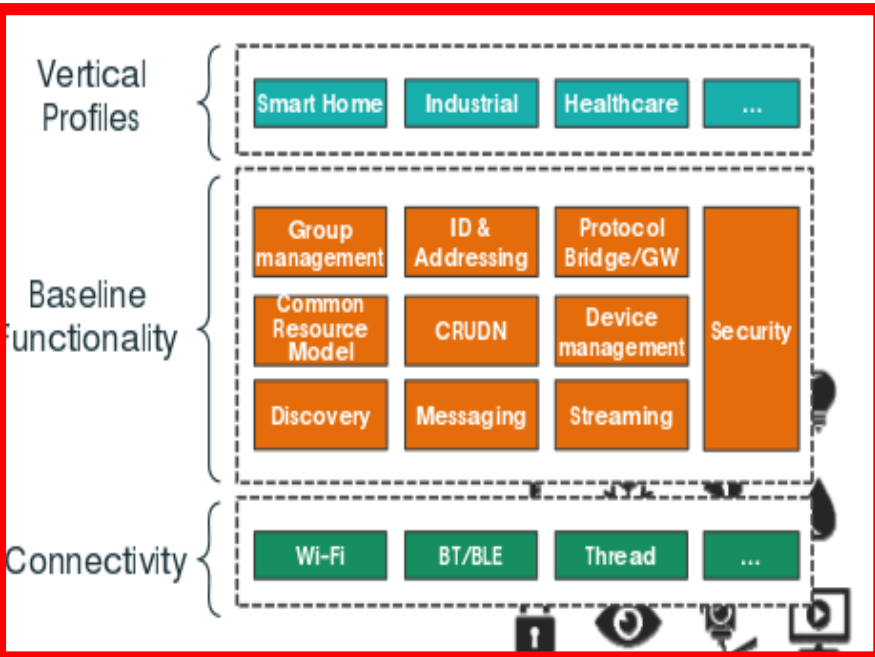 Vertical
Profiles
Smart Home
Industrial
Healthcare
...
Baseline
Functionality
Group
management
ID &
Addressing
Protocol
Bridge/GW
Common
Resource
Model
CRUDN
Device
management
Security
Discovery
Messaging
Streaming
Connectivity
Wi-Fi
BT/BLE
Thread
...